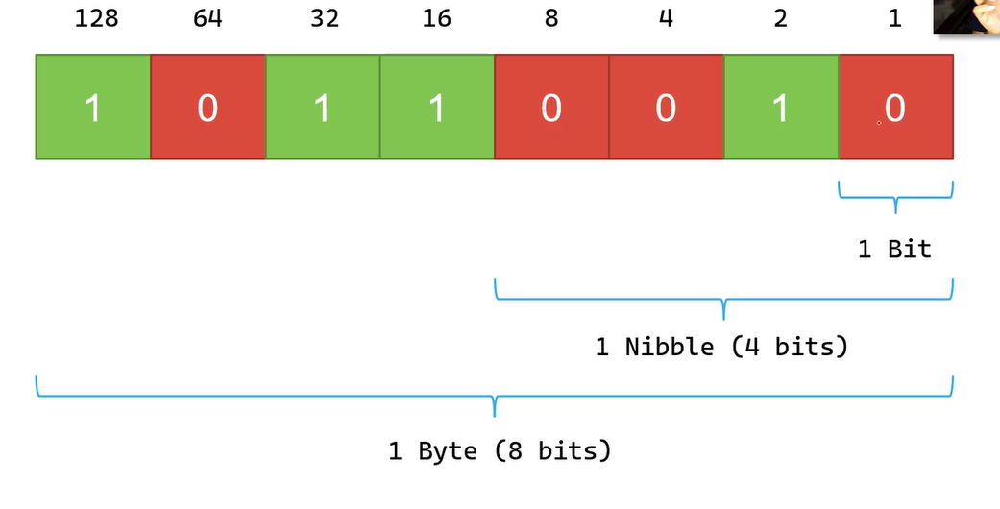 128 64 32 16 8 4 2 1
1 0 1 1 0 0 1 0
1 Bit
1 Nibble (4 bits)
1 Byte (8 bits)